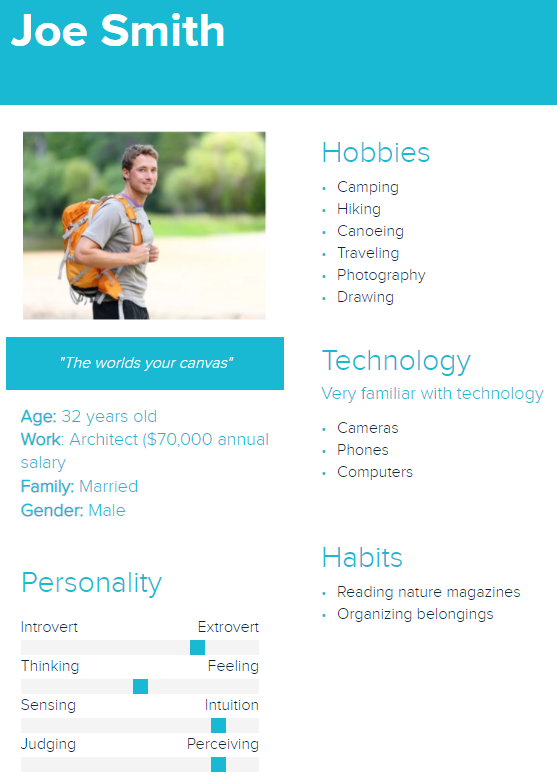 Joe Smith
"The worlds your canvas"
Age: 32 years old
Work: Architect ($70,000 annual
salary
Family: Married
Gender: Male
Personality
Introvert Extrovert
Thinking Feeling
Sensing Intuition
Judging Perceiving
Hobbies
Camping
Hiking
Canoeing
Traveling
Photography
Drawing
Technology
Very familiar with technology
Cameras
Phones
Computers
Habits
Reading nature magazines
Organizing belongings